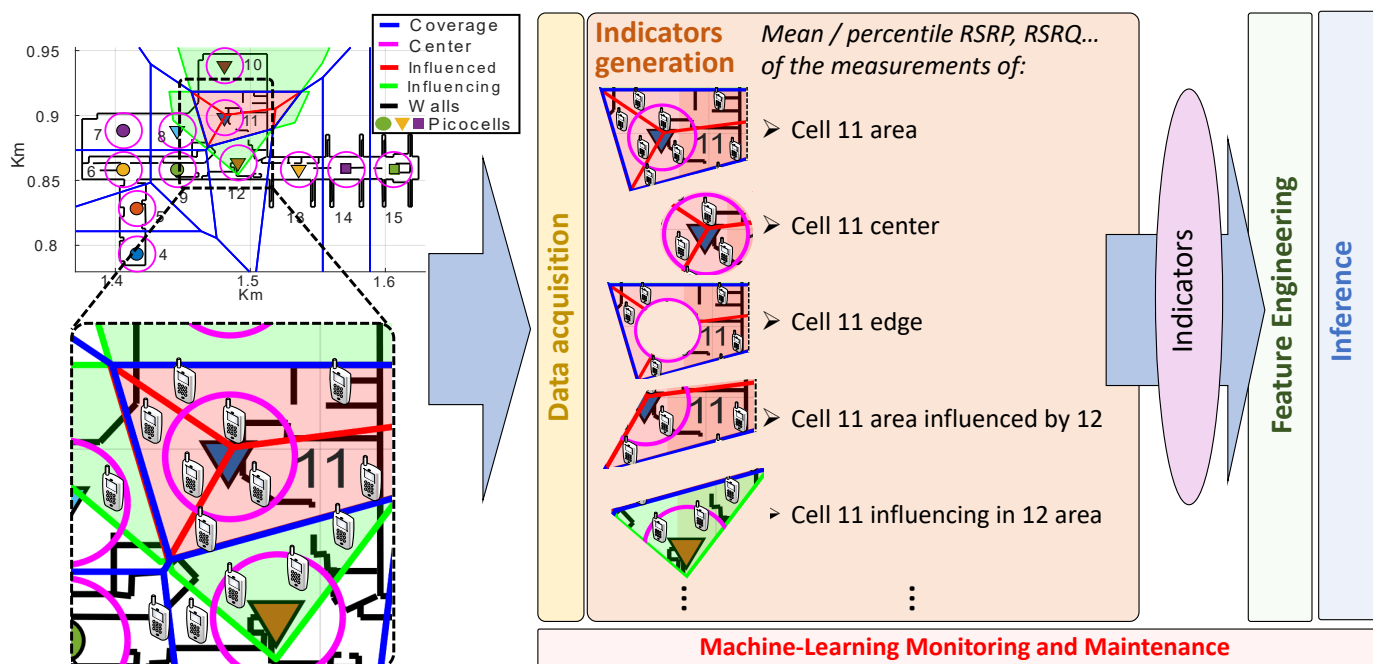 Coverage
Center
Influenced
Influencing
Walls
Picocells
0.95
0.9
0.85
0.8
Km
1.4
1.5
1.6
Km
10
11
7
8
6
9
12
13
14
15
5
4
11
Data acquisition
Indicators
generation
Mean / percentile RSRP, RSRQ…
of the measurements of:
11
➢ Cell 11 area
➢ Cell 11 center
11
➢ Cell 11 edge
11
➢ Cell 11 area influenced by 12
➢ Cell 11 influencing in 12 area
⋮
⋮
Indicators
Feature Engineering
Inference
Machine-Learning Monitoring and Maintenance